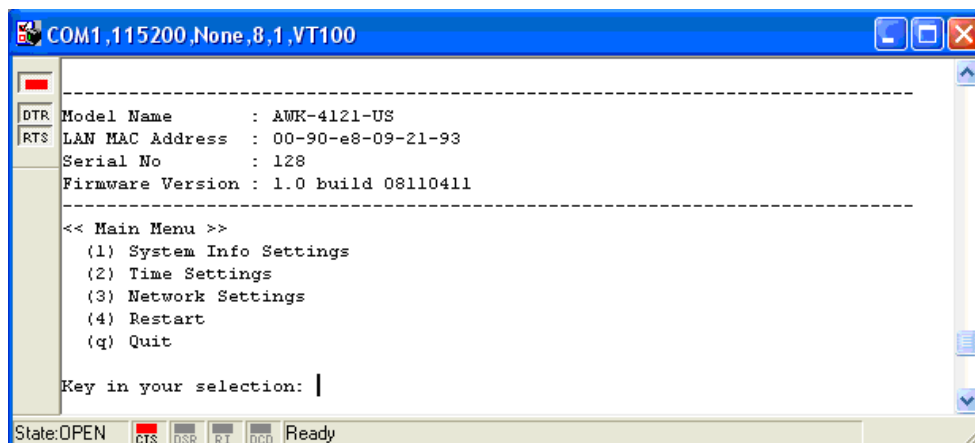 COM1,115200,None,8,1,VT100
DTR
RTS
--------------------------------------------------------------------------
Model Name : AWK-4121-US
LAN MAC Address : 00-90-e8-09-21-93
Serial No : 128
Firmware Version : 1.0 build 08110411
--------------------------------------------------------------------------
<< Main Menu >>
(1) System Info Settings
(2) Time Settings
(3) Network Settings
(4) Restart
(q) Quit
Key in your selection:
State:OPEN CTS DSR RI DCD Ready